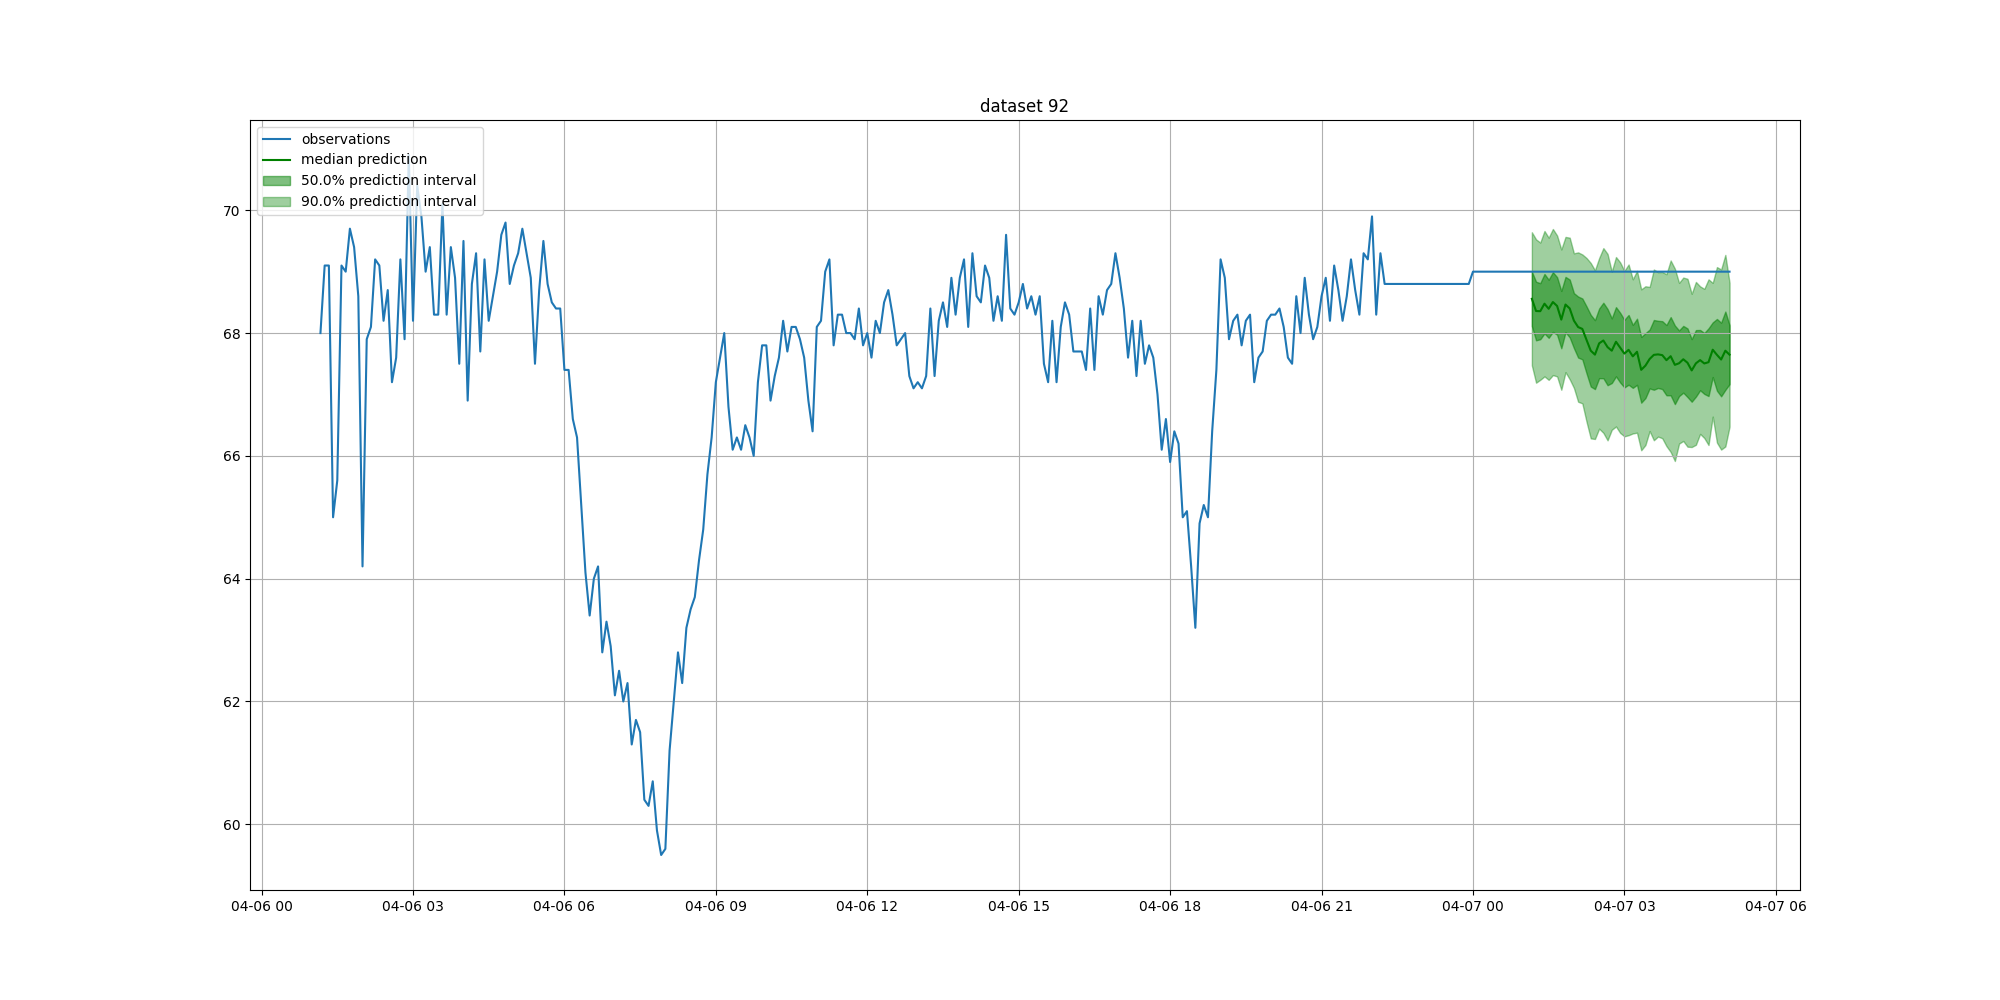 dataset 92
observations
median prediction
50.0% prediction interval
90.0% prediction interval
70
68
66
64
62
60
04-06 00 04-06 03 04-06 06 04-06 09 04-06 12 04-06 15 04-06 18 04-06 21 04-07 00 04-07 03 04-07 06